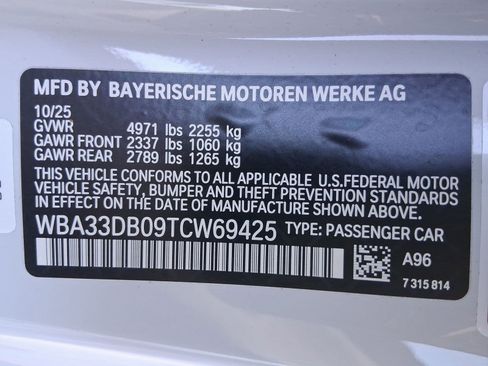 MFD BY BAYERISCHE MOTOREN WERKE AG
10/25
GVWR 4971 lbs 2255 kg
GAWR FRONT 2337 lbs 1060 kg
GAWR REAR 2789 lbs 1265 kg
THIS VEHICLE CONFORMS TO ALL APPLICABLE U.S.FEDERAL MOTOR
VEHICLE SAFETY, BUMPER AND THEFT PREVENTION STANDARDS
IN EFFECT ON THE DATE OF MANUFACTURE SHOWN ABOVE.
WBA33DB09TCW69425 TYPE: PASSENGER CAR
A96
7 315 814